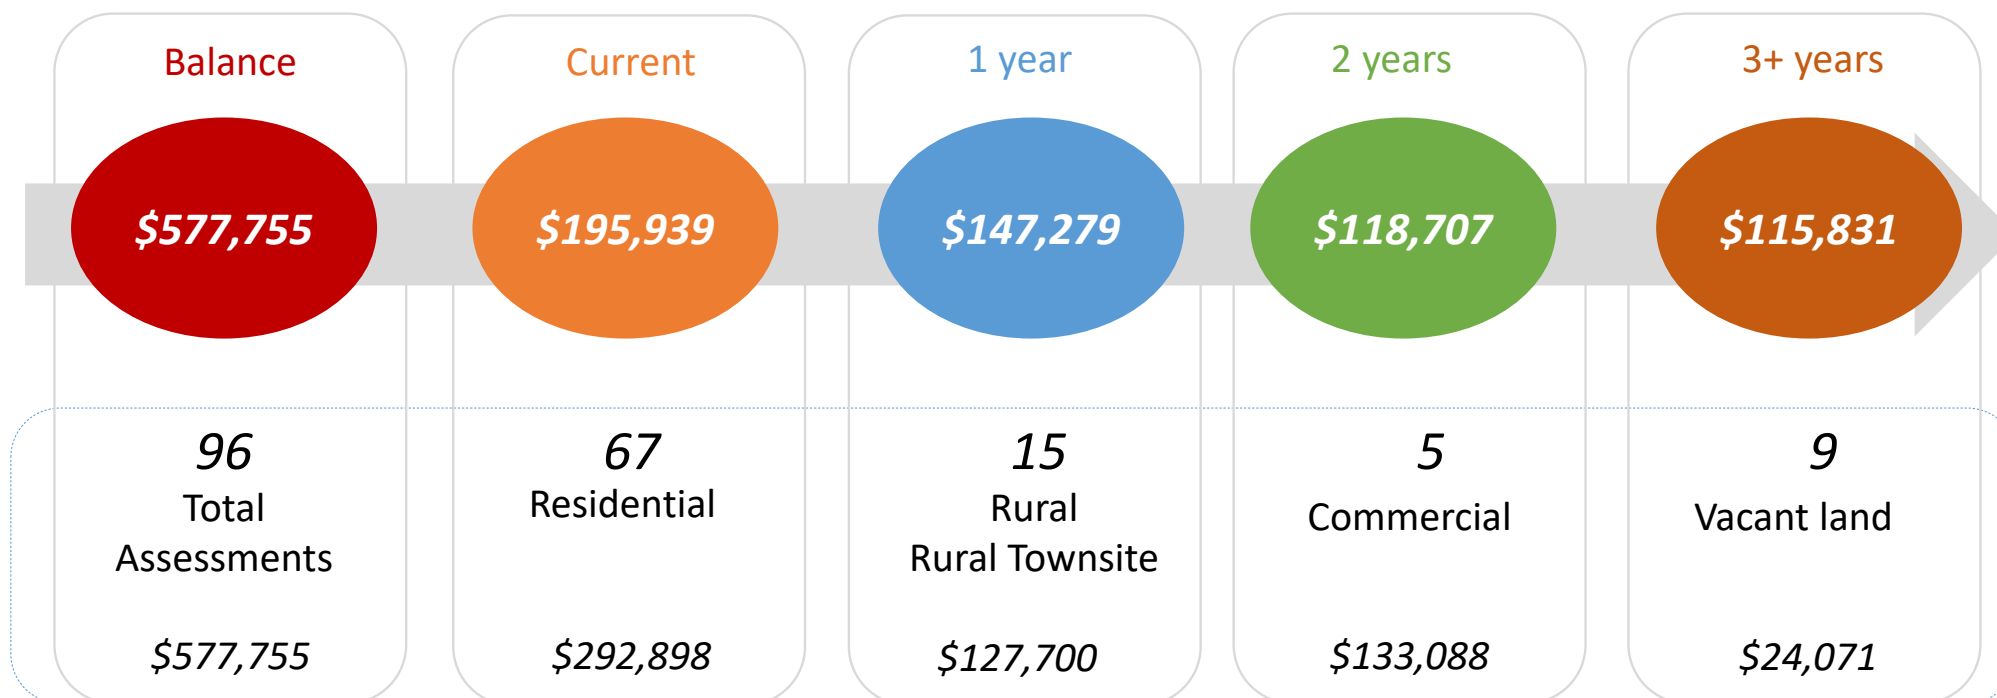 Balance
Current
1 year
2 years
3+ years
$577,755
$195,939
$147,279
$118,707
$115,831
96
Total
Assessments
$577,755
67
Residential
$292,898
15
Rural
Rural Townsite
$127,700
5
Commercial
$133,088
9
Vacant land
$24,071